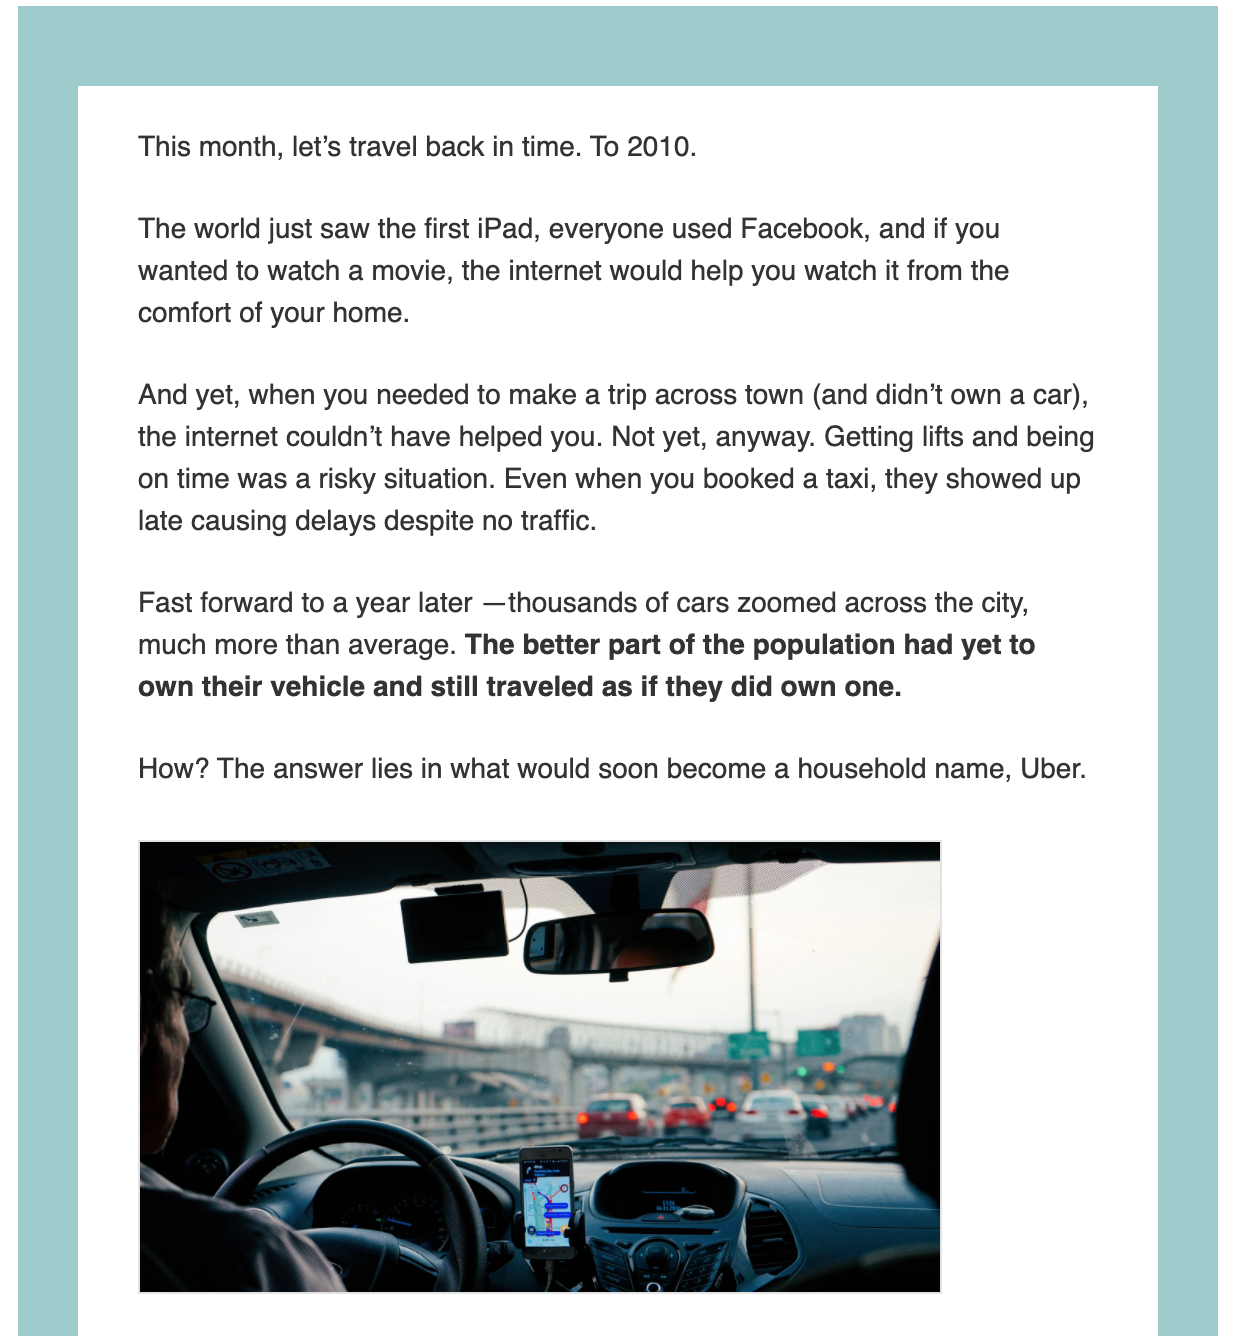 This month, let’s travel back in time. To 2010.
The world just saw the first iPad, everyone used Facebook, and if you
wanted to watch a movie, the internet would help you watch it from the
comfort of your home.
And yet, when you needed to make a trip across town (and didn’t own a car),
the internet couldn’t have helped you. Not yet, anyway. Getting lifts and being
on time was a risky situation. Even when you booked a taxi, they showed up
late causing delays despite no traffic.
Fast forward to a year later —thousands of cars zoomed across the city,
much more than average. The better part of the population had yet to
own their vehicle and still traveled as if they did own one.
How? The answer lies in what would soon become a household name, Uber.